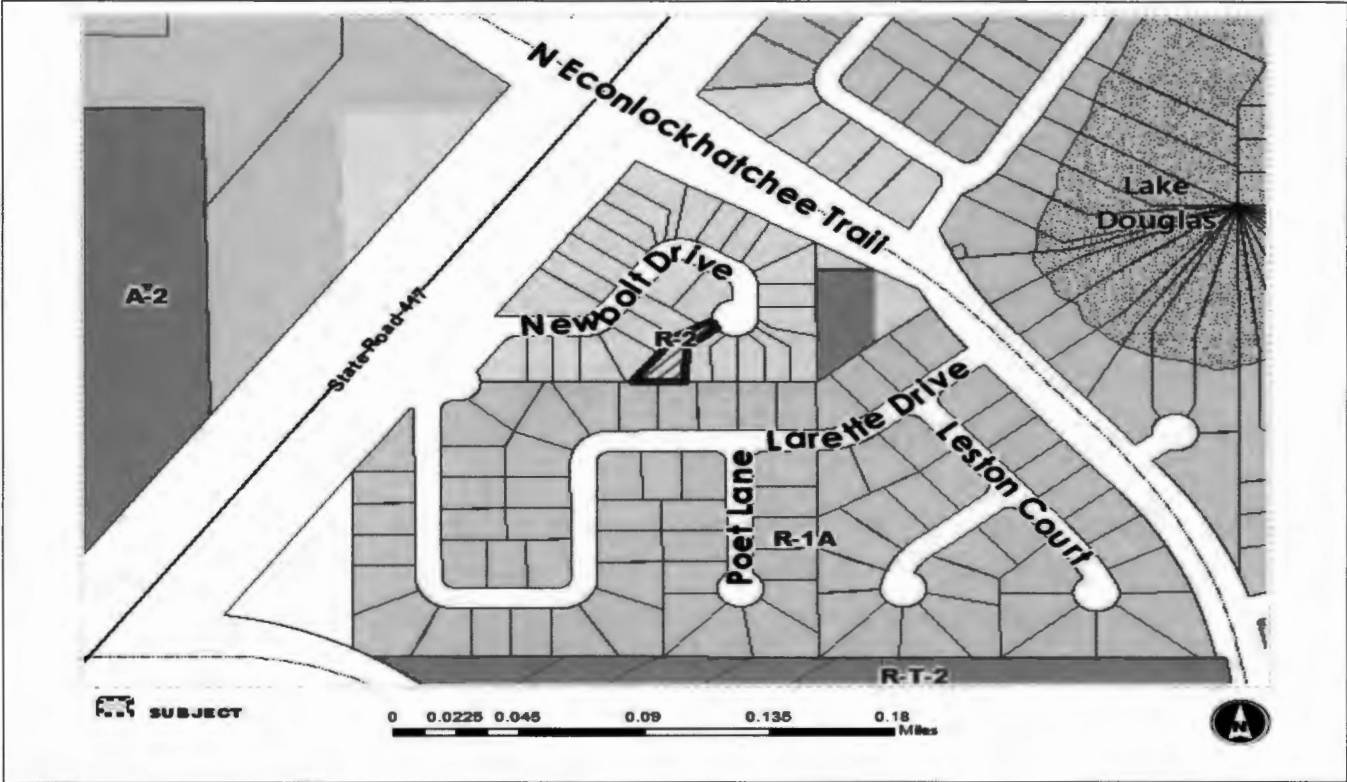 N Econlockhatchee Trail
Lake
Douglas
A-2
State Road 417
Newbolt Drive
R-2
Larette Drive
Leston Court
Poet Lane
R-1A
R-T-2
SUBJECT
0 0.0225 0.045 0.09 0.135 0.18
Miles
N